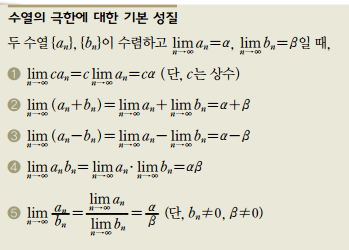 수열의 극한에 대한 기본 성질
두 수열 {aₙ}, {bₙ}이 수렴하고 lim_{n→∞} aₙ=α, lim_{n→∞} bₙ=β일 때,
❶ lim_{n→∞} caₙ=c lim_{n→∞} aₙ=cα (단, c는 상수)
❷ lim_{n→∞} (aₙ+bₙ)=lim_{n→∞} aₙ+lim_{n→∞} bₙ=α+β
❸ lim_{n→∞} (aₙ-bₙ)=lim_{n→∞} aₙ-lim_{n→∞} bₙ=α-β
❹ lim_{n→∞} aₙbₙ=lim_{n→∞} aₙ·lim_{n→∞} bₙ=αβ
❺ lim_{n→∞} aₙ/bₙ=(lim_{n→∞} aₙ)/(lim_{n→∞} bₙ)=α/β (단, bₙ≠0, β≠0)